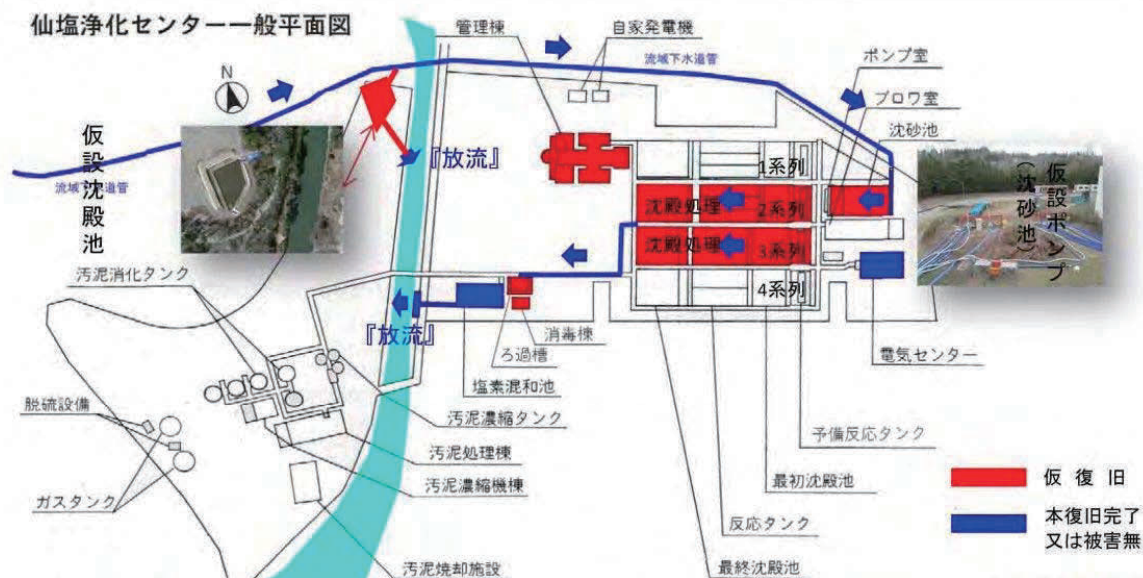 仙塩浄化センター一般平面図
管理棟
自家発電機
流域下水道管
ポンプ室
ブロワ室
沈砂池
N
仮設沈殿池
流域下水道管
『放流』
1系列
沈殿処理
2系列
沈殿処理
3系列
4系列
仮設ポンプ
(沈砂池)
汚泥消化タンク
『放流』
消毒棟
ろ過槽
塩素混和池
電気センター
脱硫設備
汚泥濃縮タンク
汚泥処理棟
汚泥濃縮機棟
ガスタンク
汚泥焼却施設
予備反応タンク
最初沈殿池
反応タンク
最終沈殿池
仮復旧
本復旧完了
又は被害無